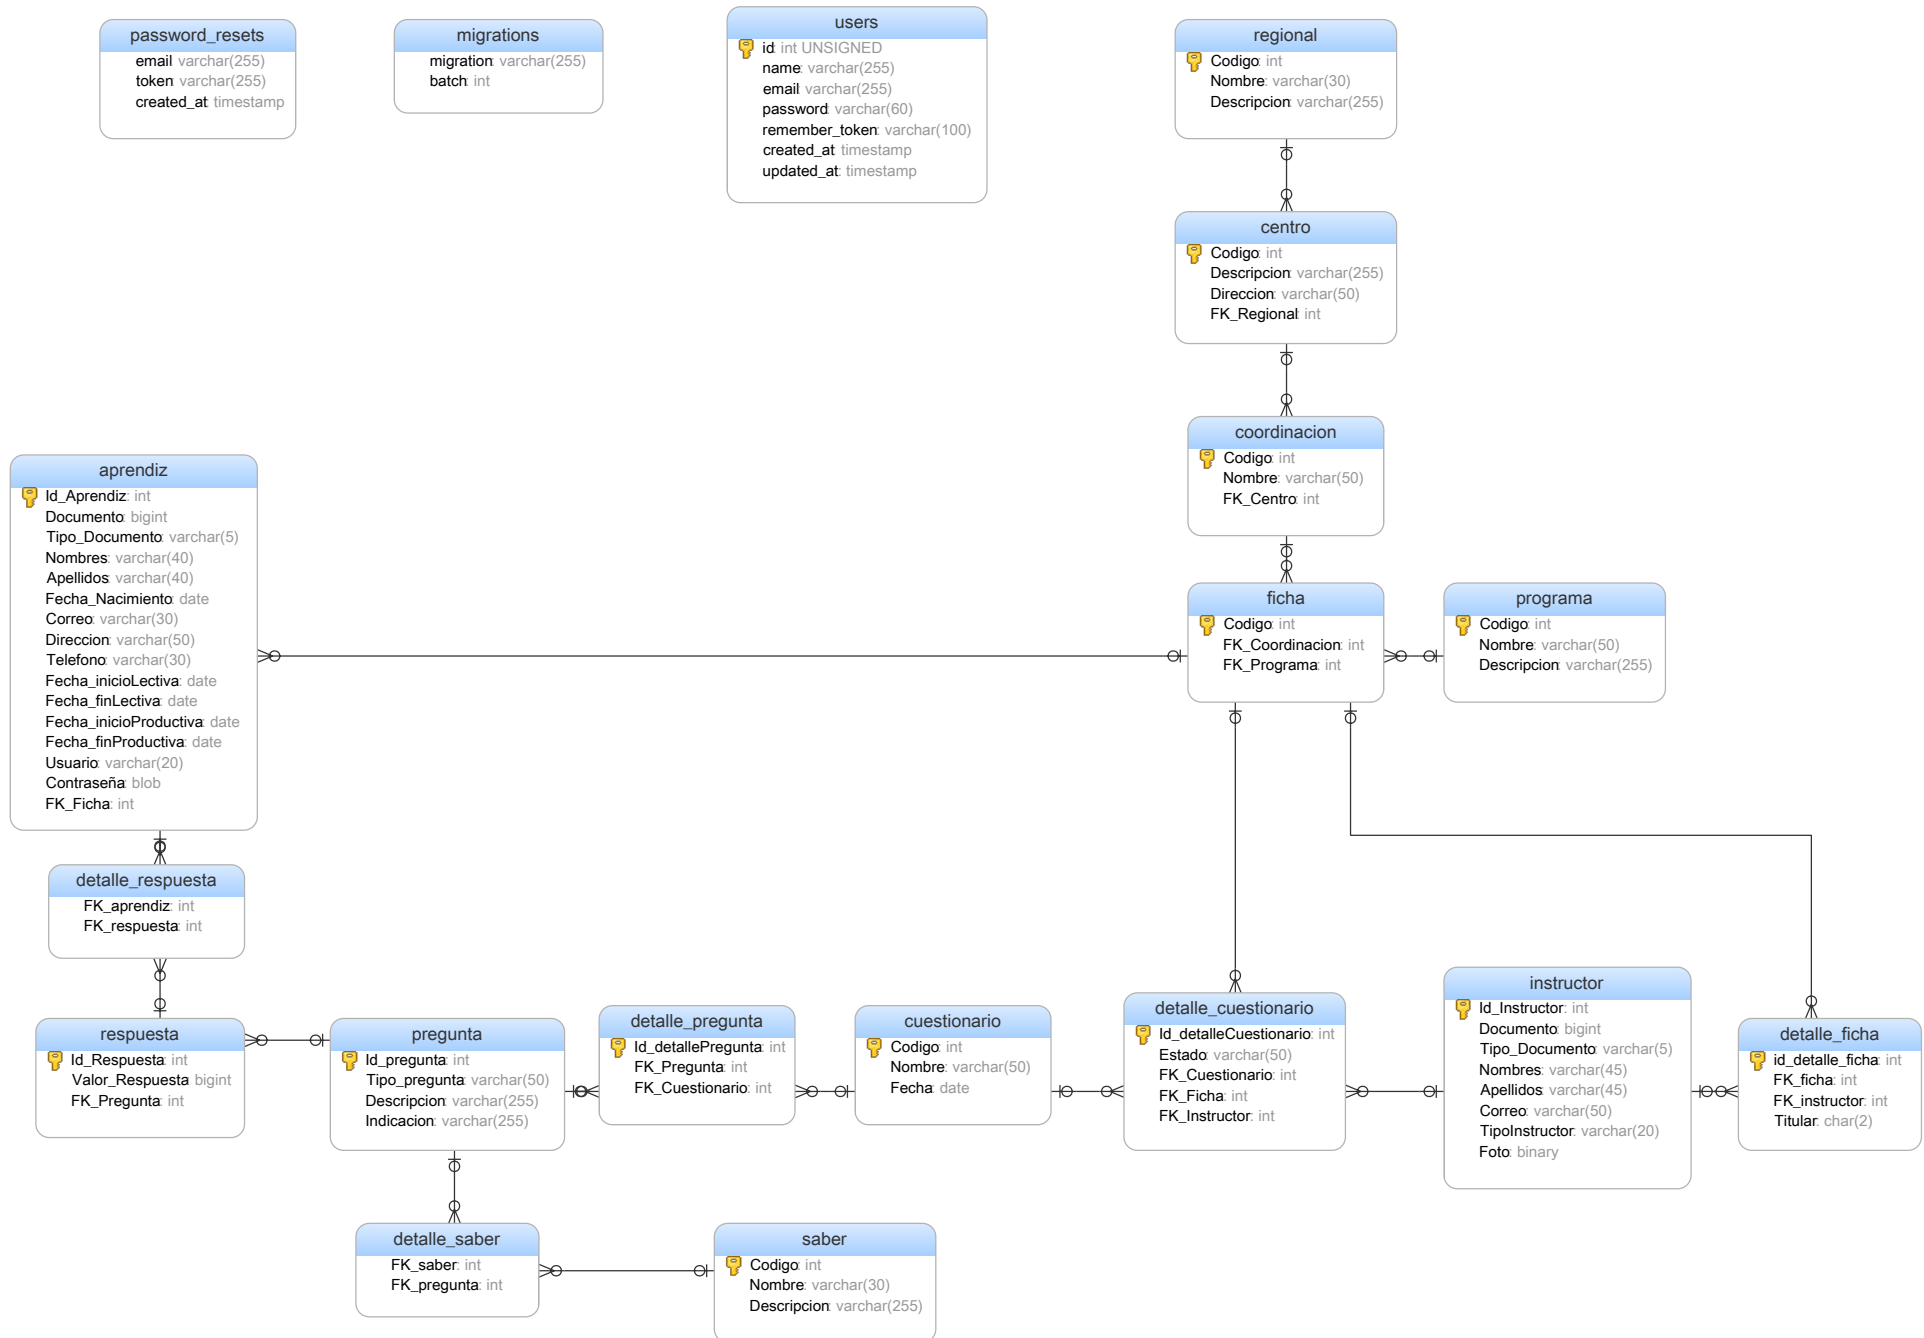 password_resets
email: varchar(255)
token: varchar(255)
created_at: timestamp
migrations
migration: varchar(255)
batch: int
users
id: int UNSIGNED
name: varchar(255)
email: varchar(255)
password: varchar(60)
remember_token: varchar(100)
created_at: timestamp
updated_at: timestamp
regional
Codigo: int
Nombre: varchar(30)
Descripcion: varchar(255)
centro
Codigo: int
Descripcion: varchar(255)
Direccion: varchar(50)
FK_Regional: int
coordinacion
Codigo: int
Nombre: varchar(50)
FK_Centro: int
aprendiz
Id_Aprendiz: int
Documento: bigint
Tipo_Documento: varchar(5)
Nombres: varchar(40)
Apellidos: varchar(40)
Fecha_Nacimiento: date
Correo: varchar(30)
Direccion: varchar(50)
Telefono: varchar(30)
Fecha_inicioLectiva: date
Fecha_finLectiva: date
Fecha_inicioProductiva: date
Fecha_finProductiva: date
Usuario: varchar(20)
Contraseña: blob
FK_Ficha: int
ficha
Codigo: int
FK_Coordinacion: int
FK_Programa: int
programa
Codigo: int
Nombre: varchar(50)
Descripcion: varchar(255)
detalle_respuesta
FK_aprendiz: int
FK_respuesta: int
respuesta
Id_Respuesta: int
Valor_Respuesta: bigint
FK_Pregunta: int
pregunta
Id_pregunta: int
Tipo_pregunta: varchar(50)
Descripcion: varchar(255)
Indicacion: varchar(255)
detalle_pregunta
Id_detallePregunta: int
FK_Pregunta: int
FK_Cuestionario: int
cuestionario
Codigo: int
Nombre: varchar(50)
Fecha: date
detalle_cuestionario
Id_detalleCuestionario: int
Estado: varchar(50)
FK_Cuestionario: int
FK_Ficha: int
FK_Instructor: int
instructor
Id_Instructor: int
Documento: bigint
Tipo_Documento: varchar(5)
Nombres: varchar(45)
Apellidos: varchar(45)
Correo: varchar(50)
TipoInstructor: varchar(20)
Foto: binary
detalle_ficha
id_detalle_ficha: int
FK_ficha: int
FK_instructor: int
Titular: char(2)
detalle_saber
FK_saber: int
FK_pregunta: int
saber
Codigo: int
Nombre: varchar(30)
Descripcion: varchar(255)